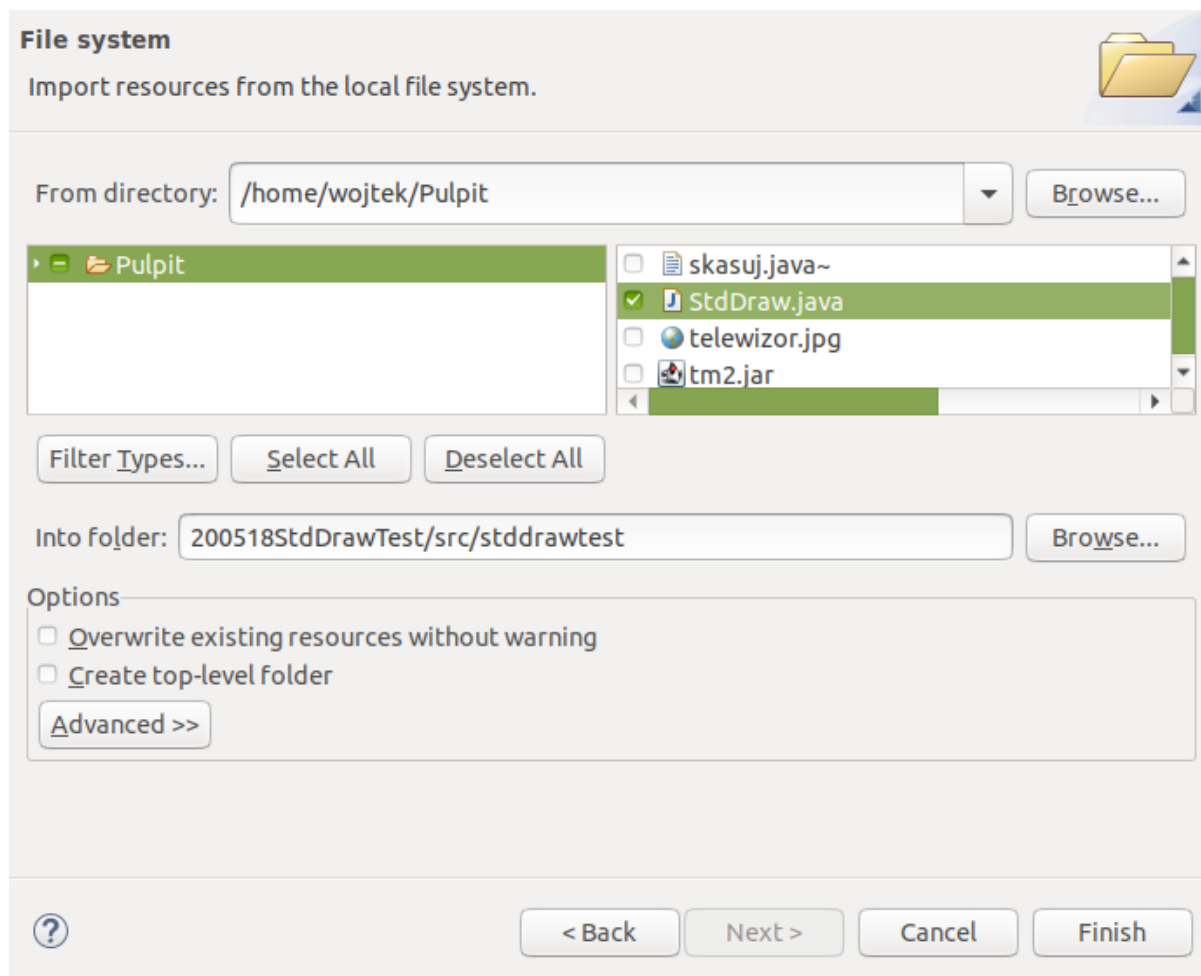 File system
Import resources from the local file system.
From directory: /home/wojtek/Pulpit Browse...
Pulpit
skasuj.java~
StdDraw.java
telewizor.jpg
tm2.jar
Filter Types... Select All Deselect All
Into folder: 200518StdDrawTest/src/stddrawtest Browse...
Options
Overwrite existing resources without warning
Create top-level folder
Advanced >>
? < Back Next > Cancel Finish